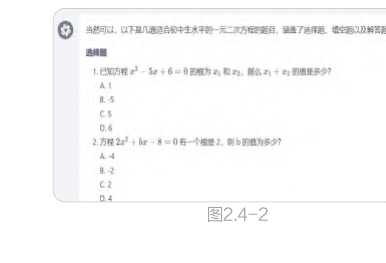 当然可以，以下是几道适合初中生水平的一元二次方程的题目，涵盖了选择题、填空题以及解答题
选择题
1. 已知方程 x² − 5x + 6 = 0 的根为 x₁ 和 x₂，那么 x₁ + x₂ 的值是多少？
A. 1
B. -5
C. 5
D. 6
2. 方程 2x² + bx − 8 = 0 有一个根是 2，则 b 的值为多少？
A. -4
B. -2
C. 2
D. 4
图2.4-2